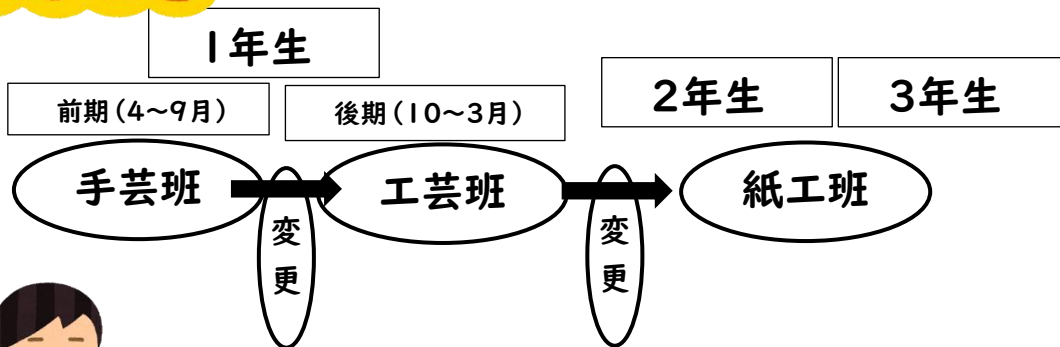 1年生
前期(4~9月)
後期(10~3月)
2年生
3年生
手芸班
変更
工芸班
変更
紙工班